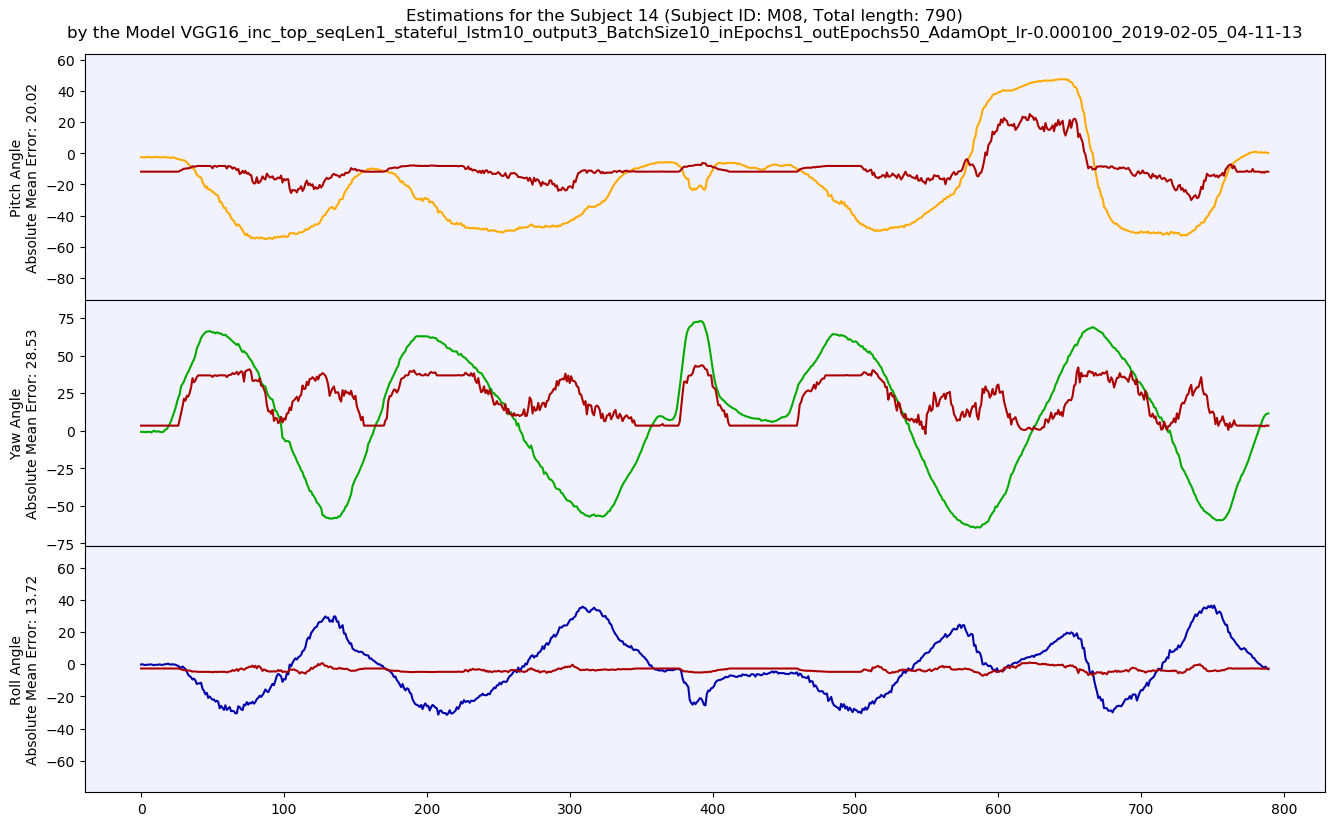 Estimations for the Subject 14 (Subject ID: M08, Total length: 790)
by the Model VGG16_inc_top_seqLen1_stateful_lstm10_output3_BatchSize10_inEpochs1_outEpochs50_AdamOpt_lr-0.000100_2019-02-05_04-11-13
Pitch Angle
Absolute Mean Error: 20.02
60
40
20
0
−20
−40
−60
−80
Yaw Angle
Absolute Mean Error: 28.53
75
50
25
0
−25
−50
−75
Roll Angle
Absolute Mean Error: 13.72
60
40
20
0
−20
−40
−60
0 100 200 300 400 500 600 700 800